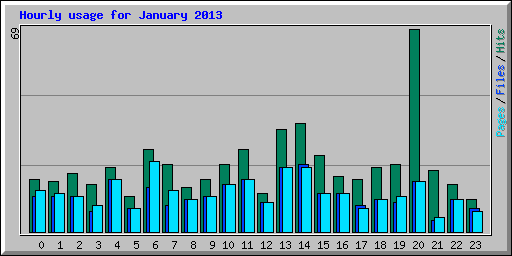 Hourly usage for January 2013
69
Pages/Files/Hits
0 1 2 3 4 5 6 7 8 9 10 11 12 13 14 15 16 17 18 19 20 21 22 23